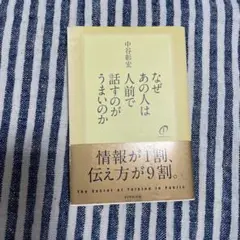 中谷彰宏
なぜ
あの人は
人前で
話すのが
うまいのか
情報が1割、
伝え方が9割。
The Secret of Talking in Public